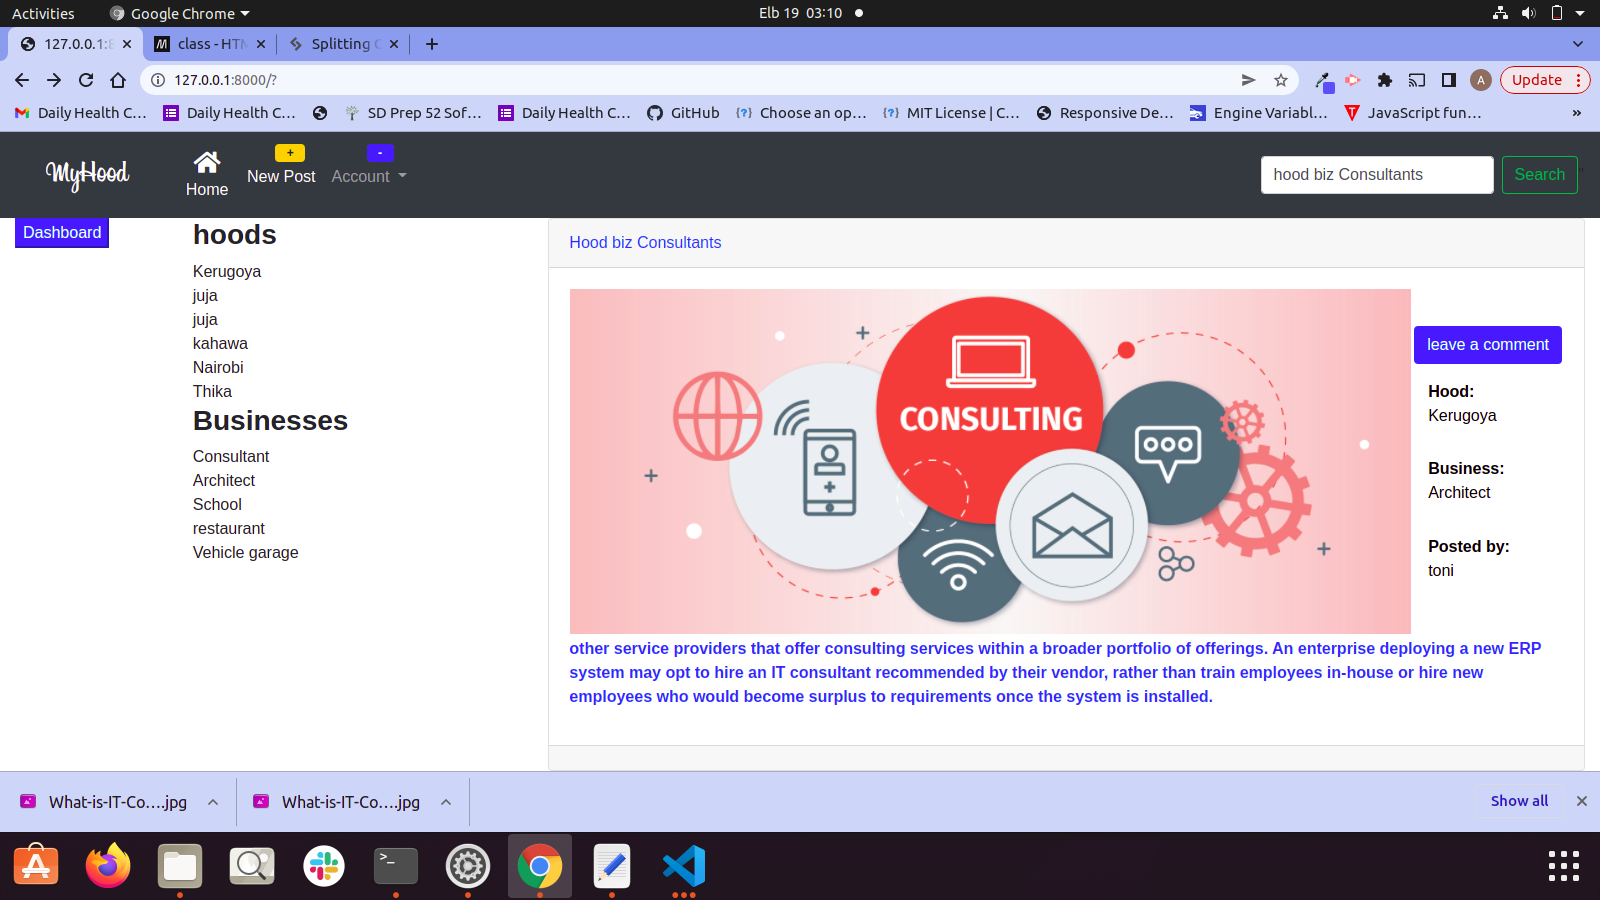 Activities
Google Chrome
Elb 19 03:10
127.0.0.1:8
class - HTM
Splitting C
127.0.0.1:8000/?
A
Update
Daily Health C...
Daily Health C...
SD Prep 52 Sof...
Daily Health C...
GitHub
Choose an op...
MIT License | C...
Responsive De...
Engine Variabl...
JavaScript fun...
»
MyHood
Home
+
New Post
-
Account
hood biz Consultants
Search
Dashboard
hoods
Kerugoya
juja
juja
kahawa
Nairobi
Thika
Businesses
Consultant
Architect
School
restaurant
Vehicle garage
Hood biz Consultants
CONSULTING
leave a comment
Hood:
Kerugoya
Business:
Architect
Posted by:
toni
other service providers that offer consulting services within a broader portfolio of offerings. An enterprise deploying a new ERP
system may opt to hire an IT consultant recommended by their vendor, rather than train employees in-house or hire new
employees who would become surplus to requirements once the system is installed.
What-is-IT-Co....jpg
What-is-IT-Co....jpg
Show all